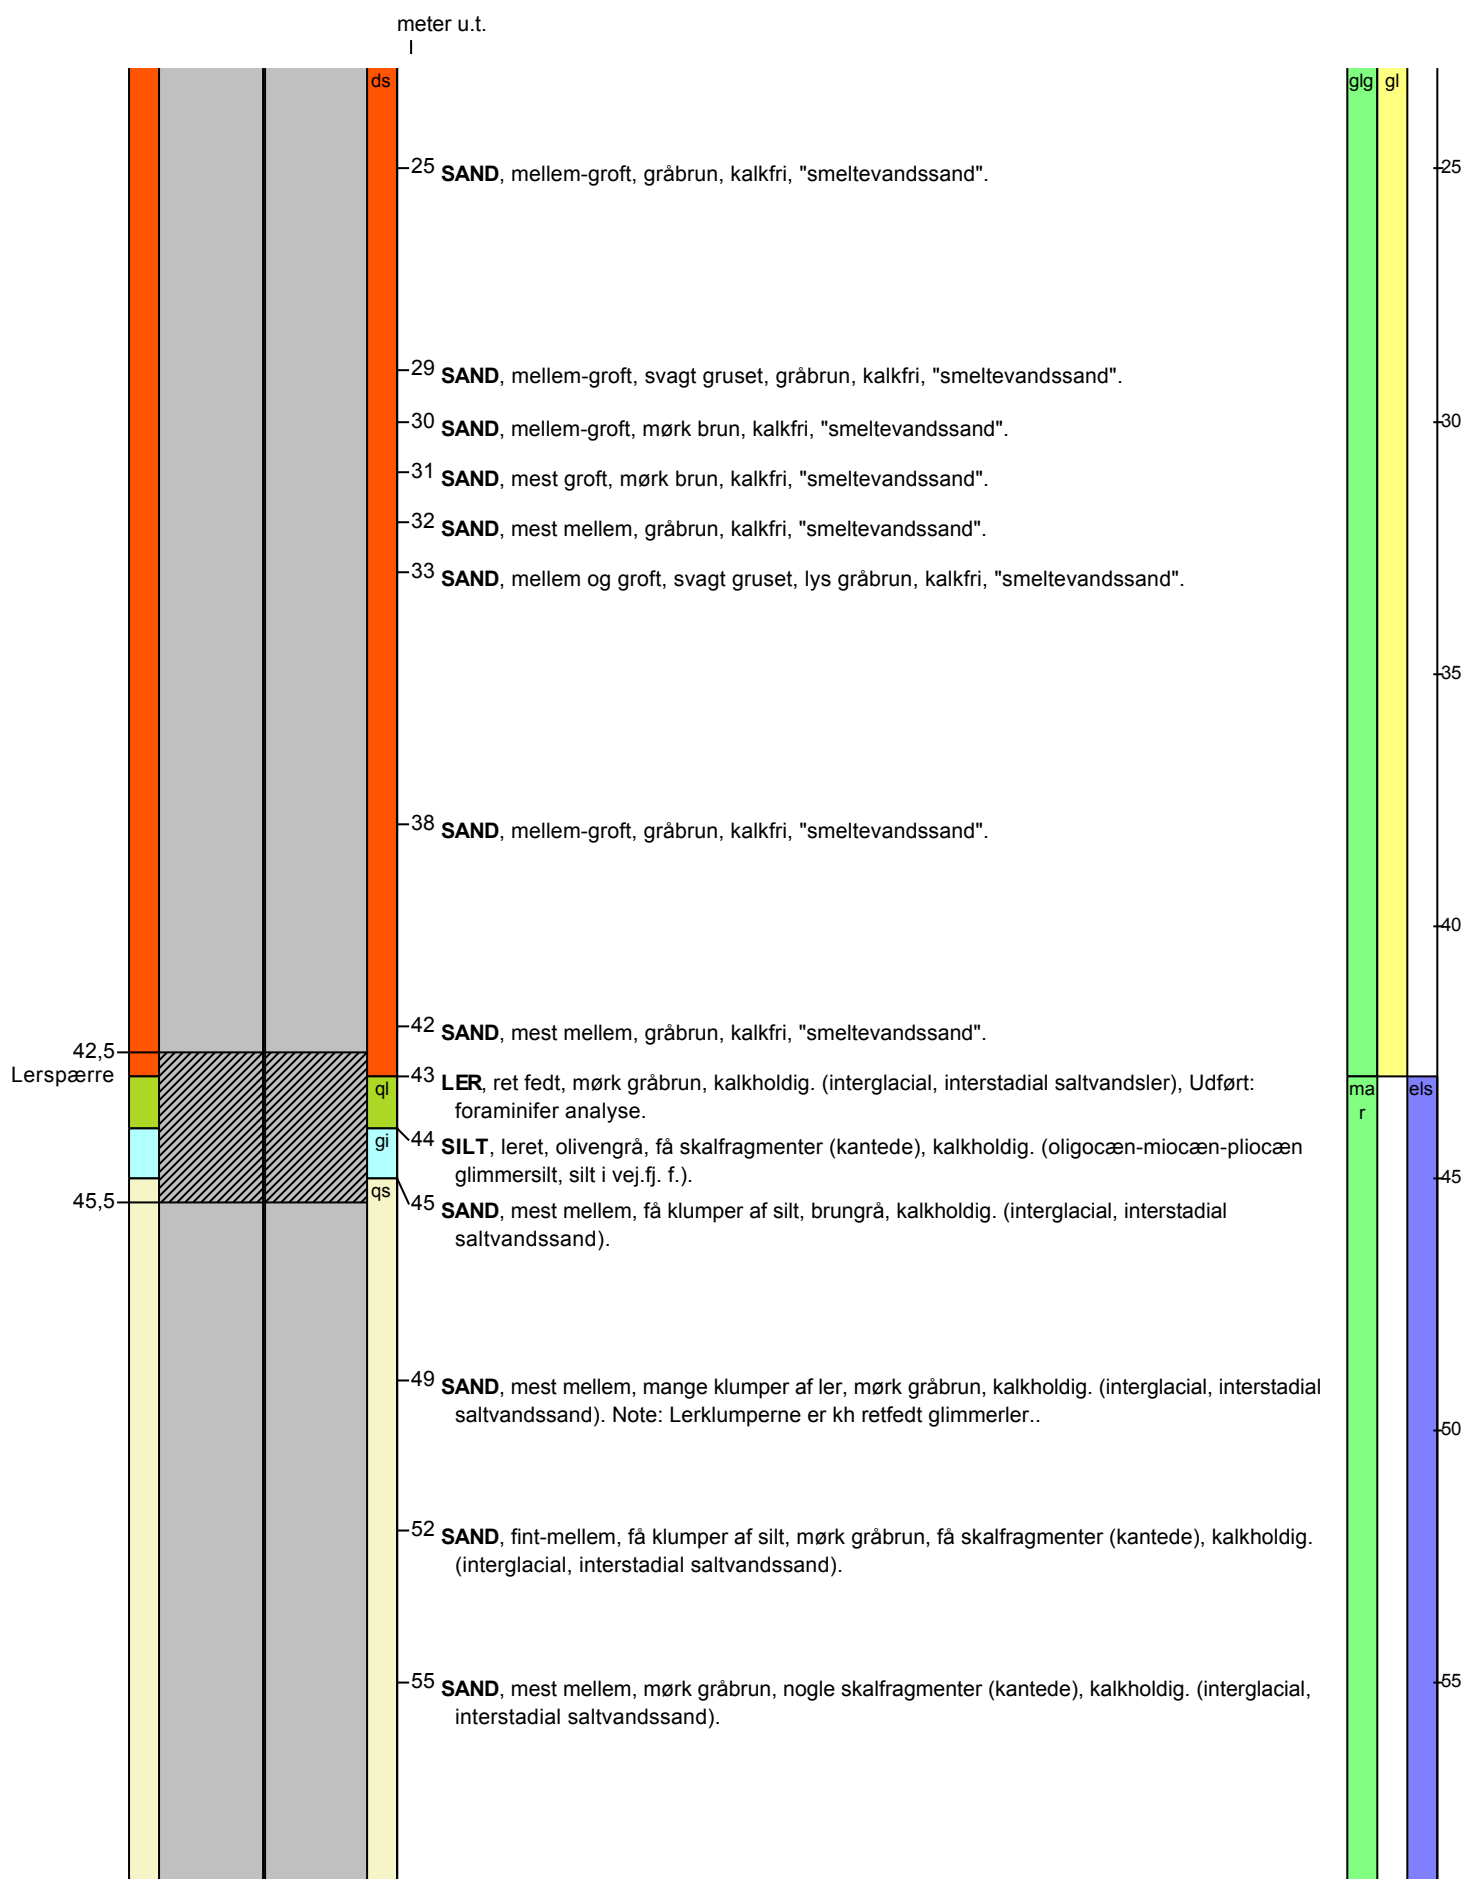 meter u.t.
ds
glg gl
25 SAND, mellem-groft, gråbrun, kalkfri, "smeltevandssand".
25
29 SAND, mellem-groft, svagt gruset, gråbrun, kalkfri, "smeltevandssand".
30 SAND, mellem-groft, mørk brun, kalkfri, "smeltevandssand".
30
31 SAND, mest groft, mørk brun, kalkfri, "smeltevandssand".
32 SAND, mest mellem, gråbrun, kalkfri, "smeltevandssand".
33 SAND, mellem og groft, svagt gruset, lys gråbrun, kalkfri, "smeltevandssand".
35
38 SAND, mellem-groft, gråbrun, kalkfri, "smeltevandssand".
40
42 SAND, mest mellem, gråbrun, kalkfri, "smeltevandssand".
42,5
Lerspærre
ql
43 LER, ret fedt, mørk gråbrun, kalkholdig. (interglacial, interstadial saltvandsler), Udført:
foraminifer analyse.
ma
r
els
gi
44 SILT, leret, olivengrå, få skalfragmenter (kantede), kalkholdig. (oligocæn-miocæn-pliocæn
glimmersilt, silt i vej.fj. f.).
45
45,5
qs
45 SAND, mest mellem, få klumper af silt, brungrå, kalkholdig. (interglacial, interstadial
saltvandssand).
49 SAND, mest mellem, mange klumper af ler, mørk gråbrun, kalkholdig. (interglacial, interstadial
saltvandssand). Note: Lerklumperne er kh retfedt glimmerler..
50
52 SAND, fint-mellem, få klumper af silt, mørk gråbrun, få skalfragmenter (kantede), kalkholdig.
(interglacial, interstadial saltvandssand).
55 SAND, mest mellem, mørk gråbrun, nogle skalfragmenter (kantede), kalkholdig. (interglacial,
interstadial saltvandssand).
55